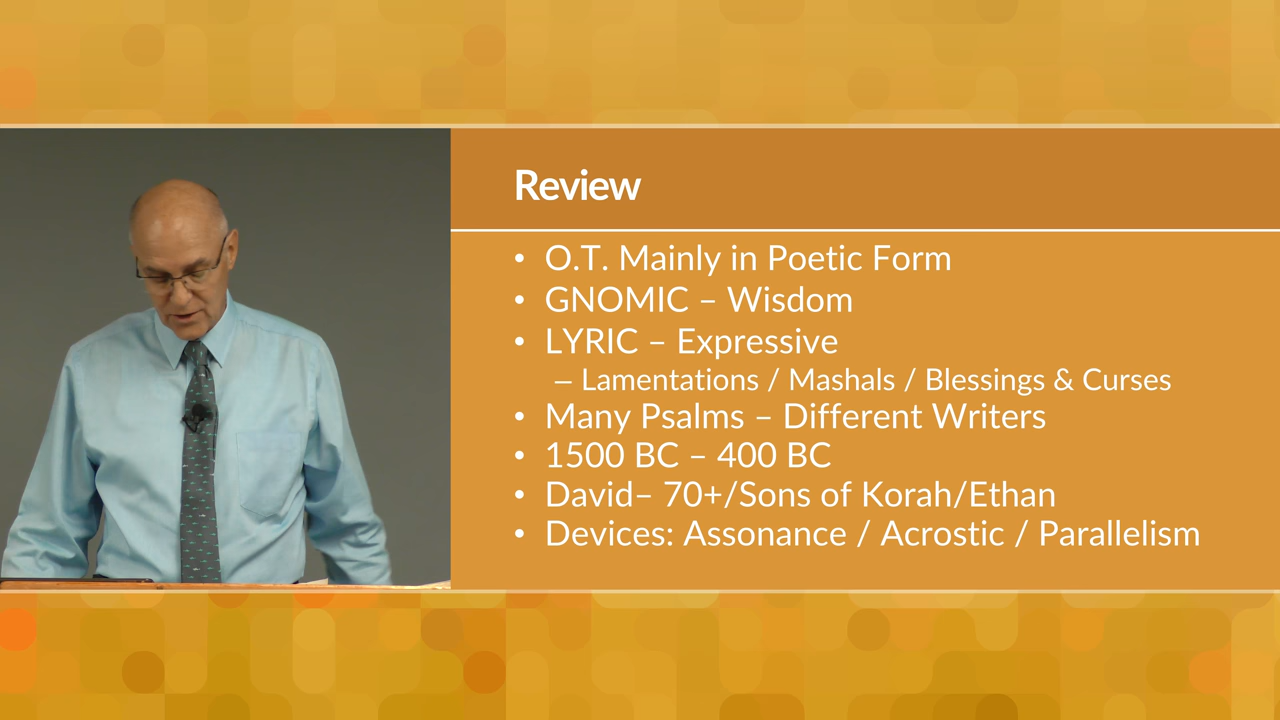 Review
• O.T. Mainly in Poetic Form
• GNOMIC – Wisdom
• LYRIC – Expressive
– Lamentations / Mashals / Blessings & Curses
• Many Psalms – Different Writers
• 1500 BC – 400 BC
• David– 70+/Sons of Korah/Ethan
• Devices: Assonance / Acrostic / Parallelism